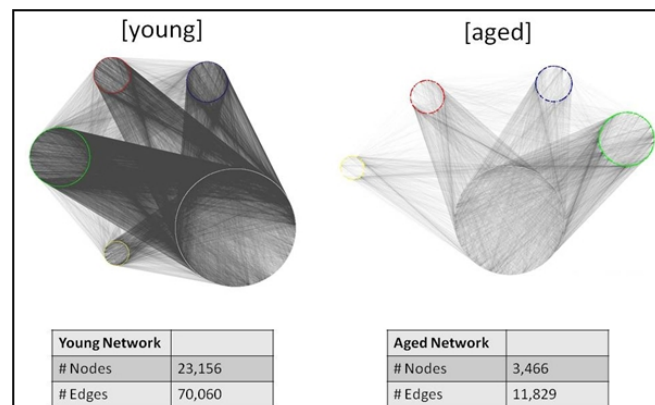 [young]
[aged]
Young Network
# Nodes 23,156
# Edges 70,060
Aged Network
# Nodes 3,466
# Edges 11,829